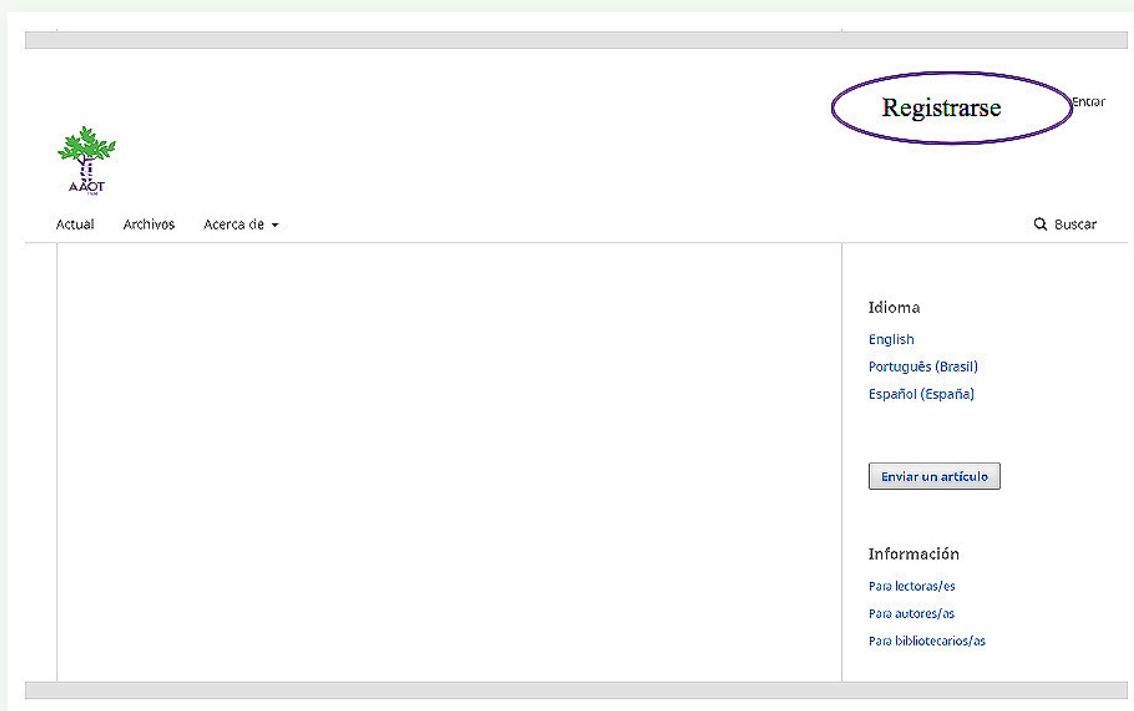 Registrarse
Entrar
AAOT
Actual Archivos Acerca de
Buscar
Idioma
English
Português (Brasil)
Español (España)
Enviar un artículo
Información
Para lectoras/es
Para autores/as
Para bibliotecarios/as